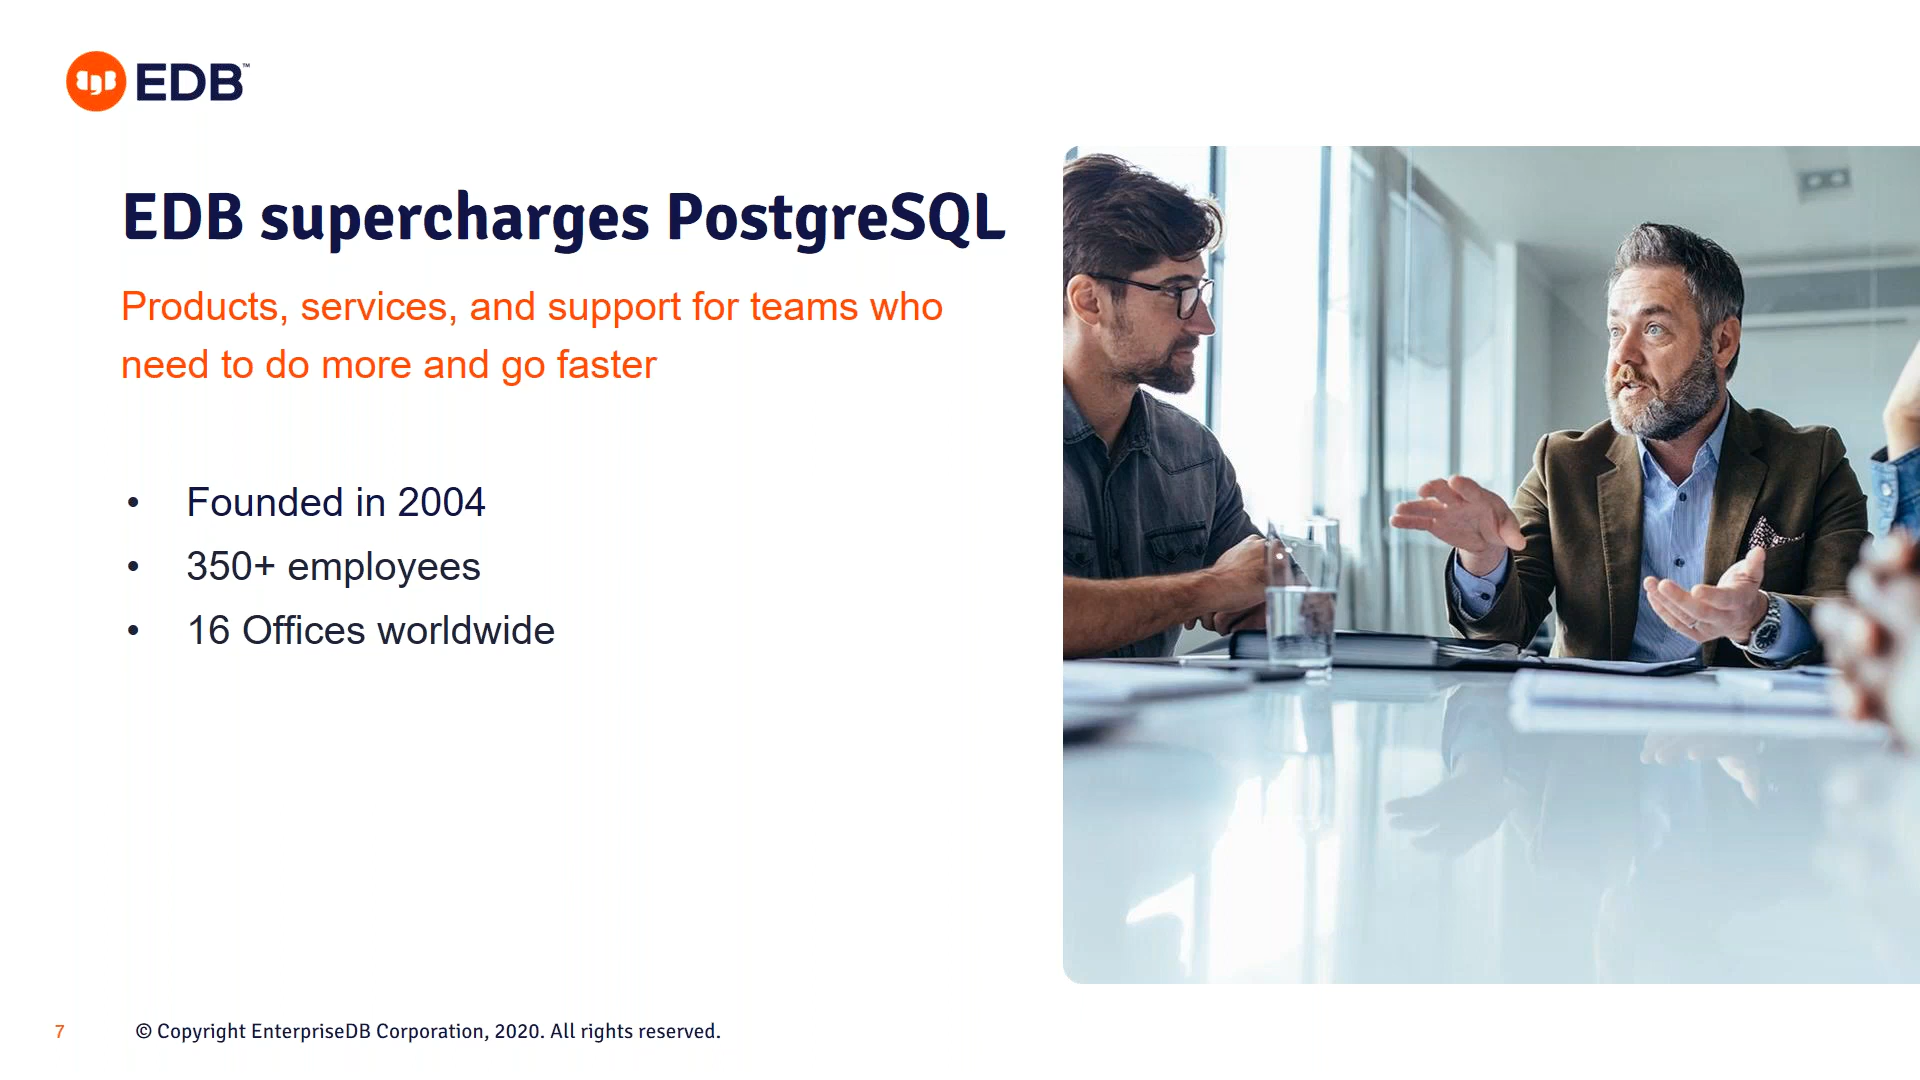 EDB™
EDB supercharges PostgreSQL
Products, services, and support for teams who
need to do more and go faster
• Founded in 2004
• 350+ employees
• 16 Offices worldwide
7
© Copyright EnterpriseDB Corporation, 2020. All rights reserved.